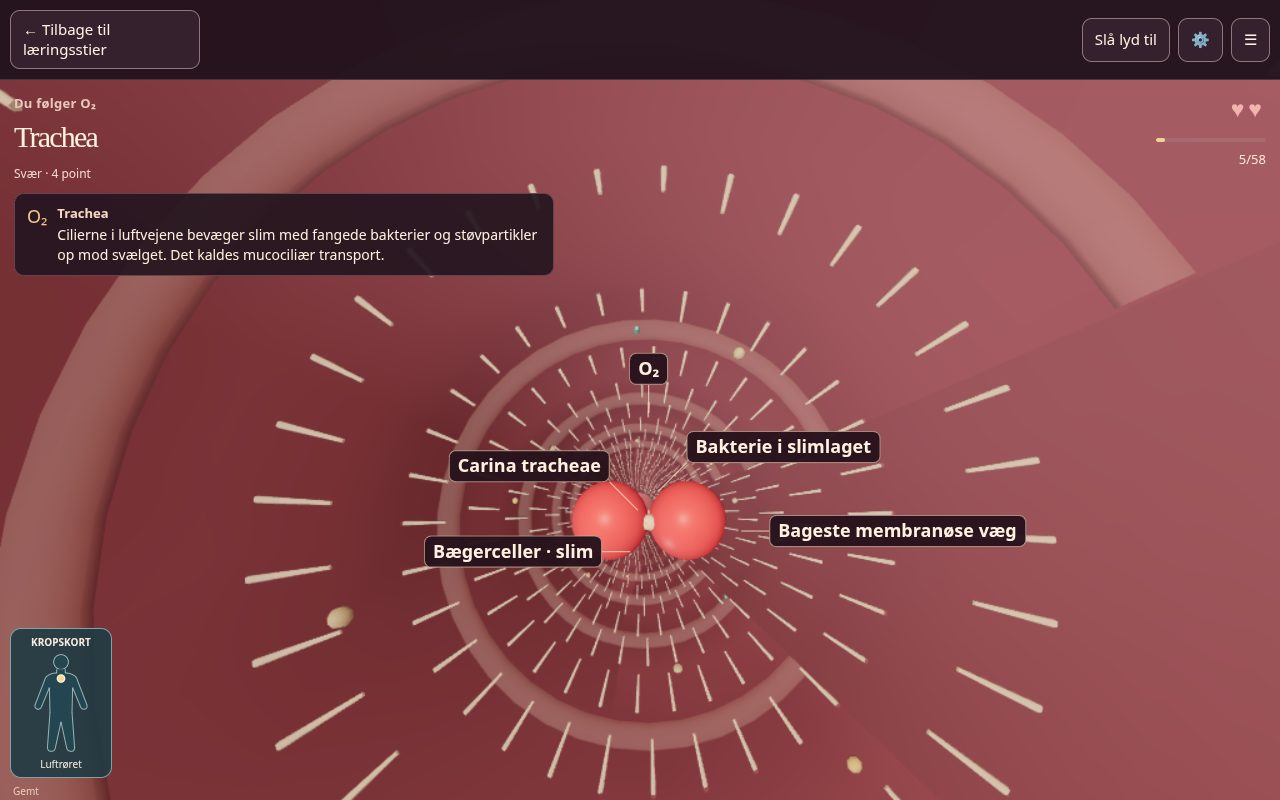 ← Tilbage til
læringsstier
Slå lyd til
Du følger O₂
Trachea
Svær · 4 point
5/58
O₂
Trachea
Cilierne i luftvejene bevæger slim med fangede bakterier og støvpartikler
op mod svælget. Det kaldes mucociliær transport.
O₂
Bakterie i slimlaget
Carina tracheae
Bageste membranøse væg
Bægerceller · slim
KROPSKORT
Luftrøret
Gemt